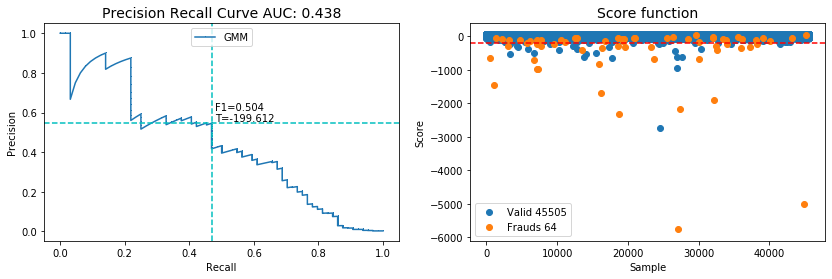 Precision Recall Curve AUC: 0.438
Precision
1.0
0.8
0.6
0.4
0.2
0.0
GMM
F1=0.504
T=-199.612
0.0 0.2 0.4 0.6 0.8 1.0
Recall
Score function
Score
0
−1000
−2000
−3000
−4000
−5000
−6000
Valid 45505
Frauds 64
0 10000 20000 30000 40000
Sample